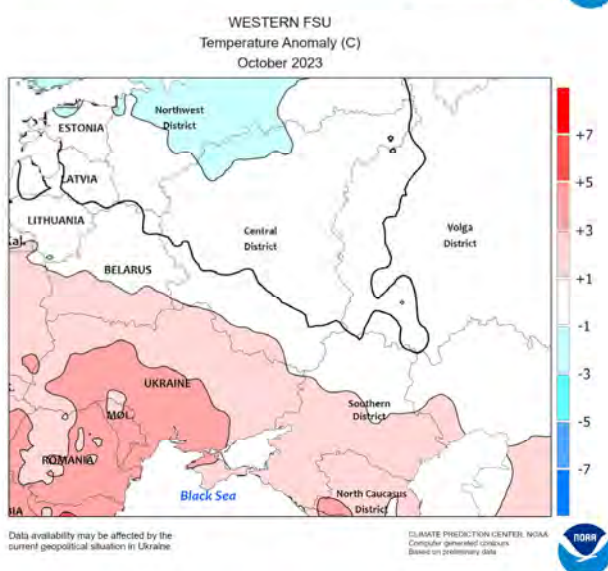 WESTERN FSU
Temperature Anomaly (C)
October 2023
Northwest
District
ESTONIA
LATVIA
LITHUANIA
Kal.
Central
District
Volga
District
BELARUS
UKRAINE
Southern
District
MOL.
ROMANIA
Black Sea
North Caucasus
District
+7
+5
+3
+1
-1
-3
-5
-7
Data availability may be affected by the
current geopolitical situation in Ukraine
CLIMATE PREDICTION CENTER, NOAA
Computer generated contours
Based on preliminary data
NOAA